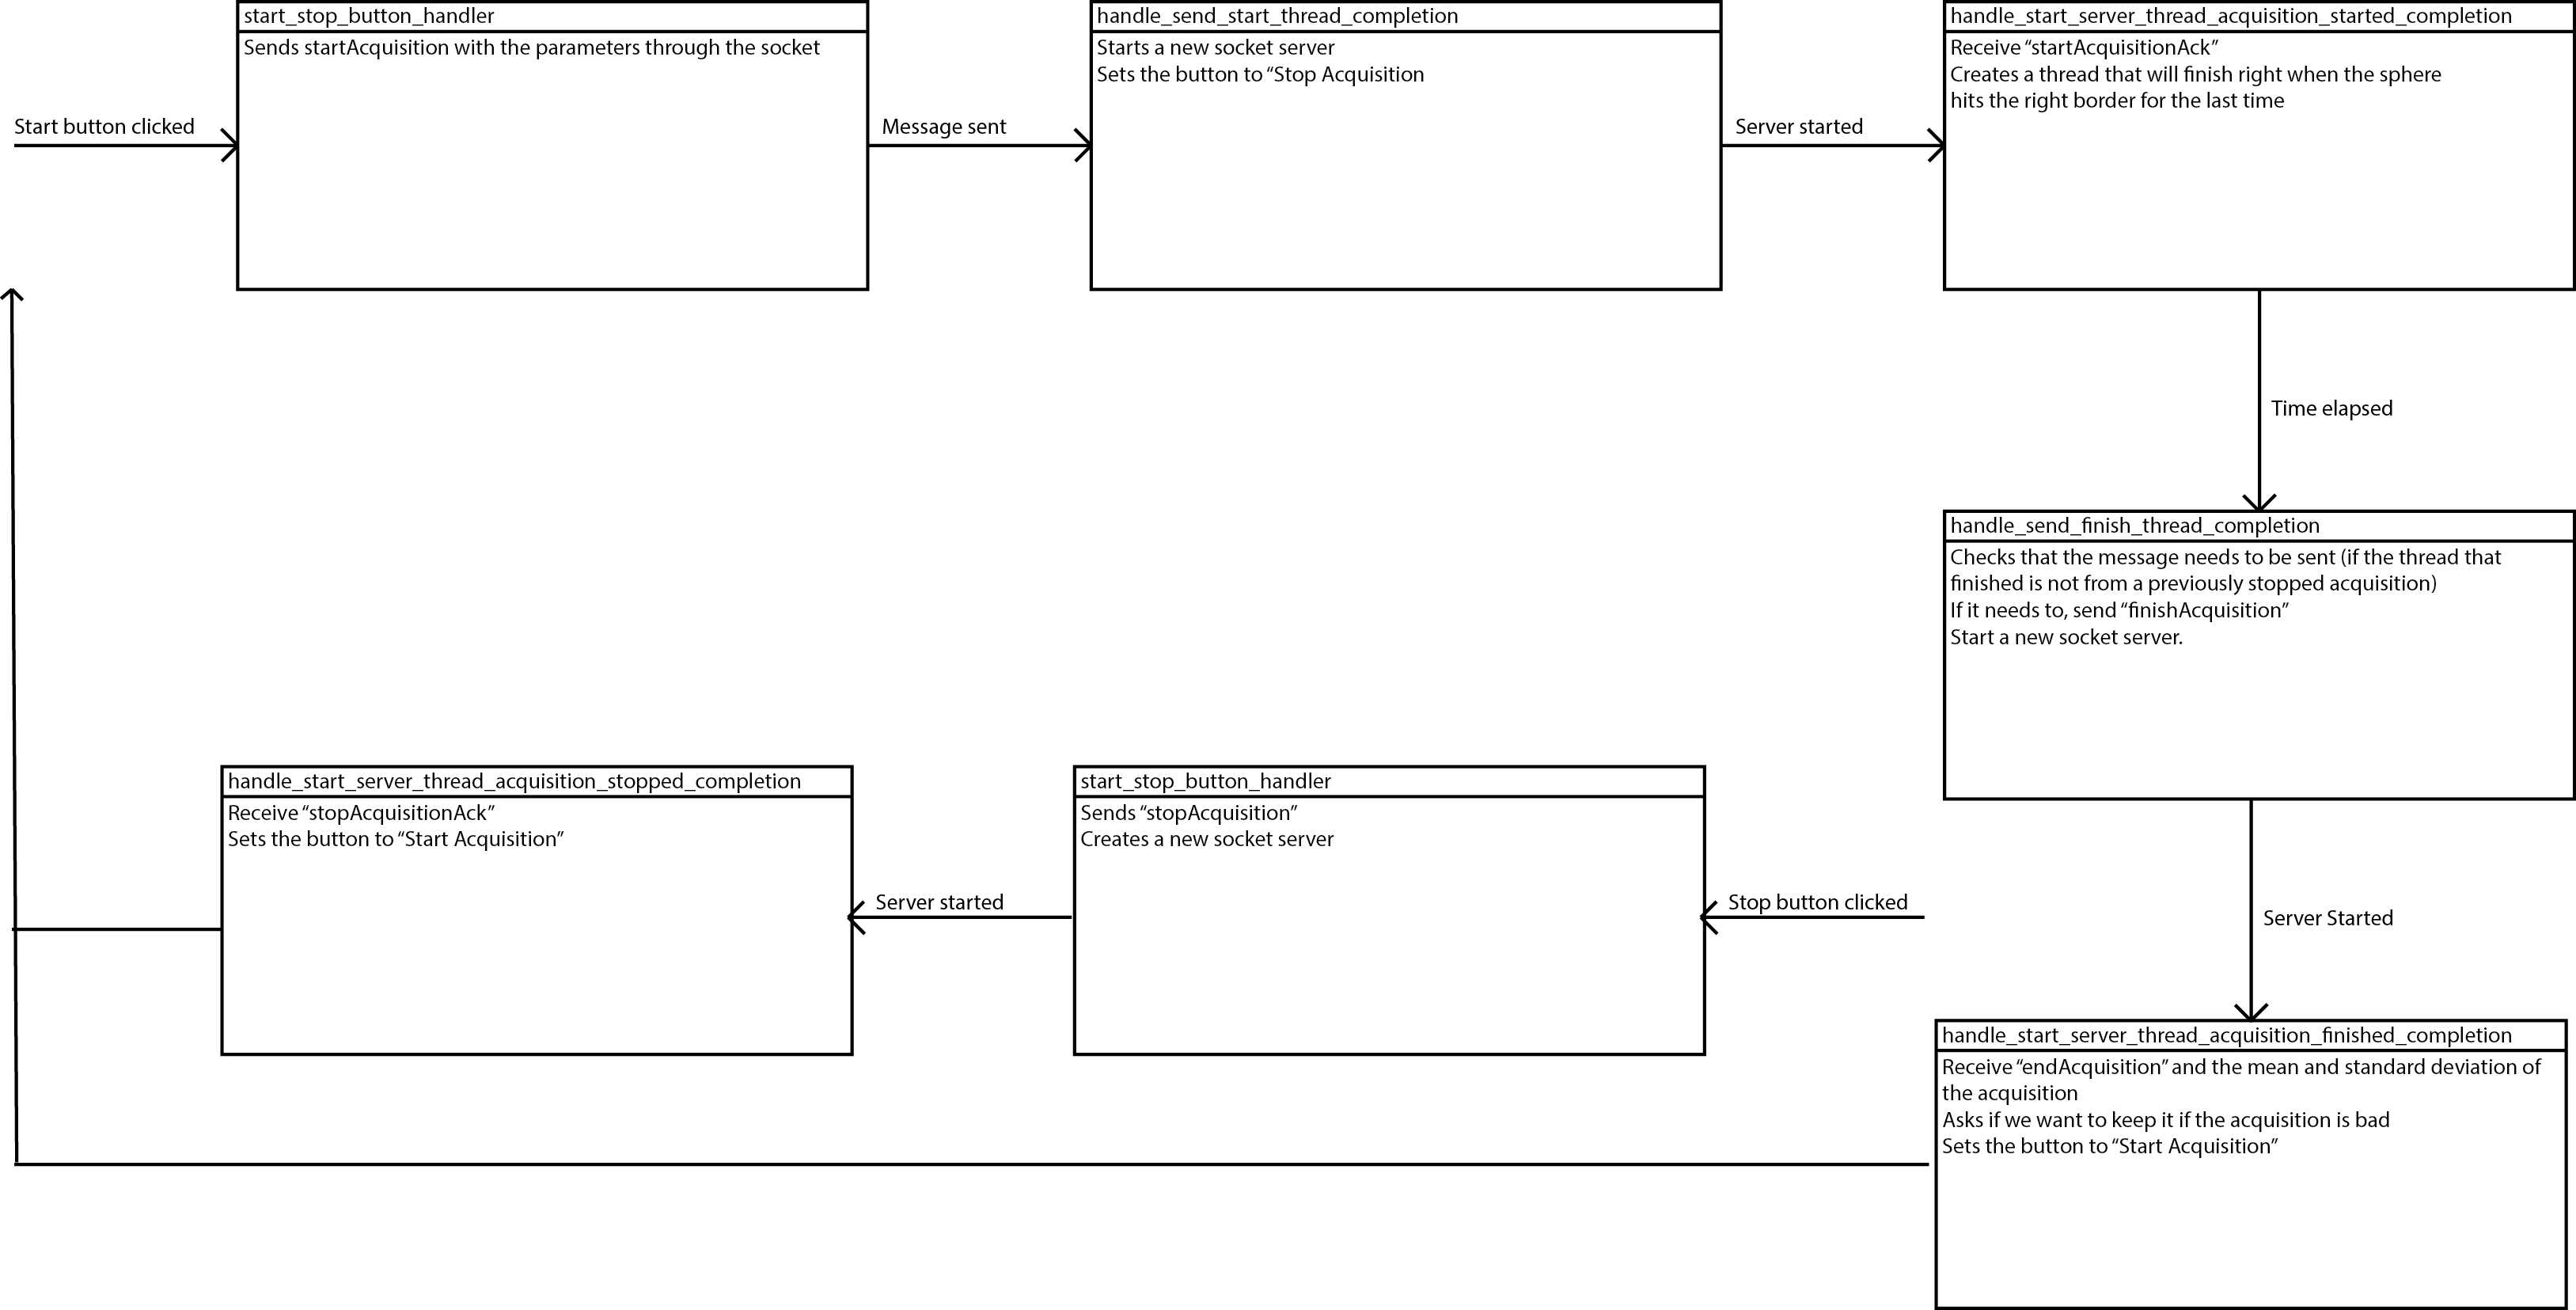 start_stop_button_handler
Sends startAcquisition with the parameters through the socket
handle_send_start_thread_completion
Starts a new socket server
Sets the button to “Stop Acquisition
handle_start_server_thread_acquisition_started_completion
Receive “startAcquisitionAck”
Creates a thread that will finish right when the sphere
hits the right border for the last time
Start button clicked
Message sent
Server started
Time elapsed
handle_send_finish_thread_completion
Checks that the message needs to be sent (if the thread that
finished is not from a previously stopped acquisition)
If it needs to, send “finishAcquisition”
Start a new socket server.
handle_start_server_thread_acquisition_stopped_completion
Receive “stopAcquisitionAck”
Sets the button to “Start Acquisition”
start_stop_button_handler
Sends “stopAcquisition”
Creates a new socket server
Server started
Stop button clicked
Server Started
handle_start_server_thread_acquisition_finished_completion
Receive “endAcquisition” and the mean and standard deviation of
the acquisition
Asks if we want to keep it if the acquisition is bad
Sets the button to “Start Acquisition”